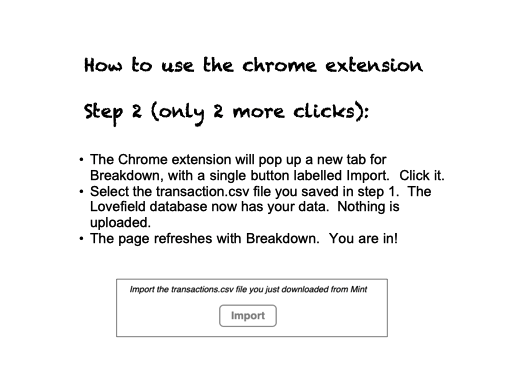 How to use the chrome extension
Step 2 (only 2 more clicks):
• The Chrome extension will pop up a new tab for
Breakdown, with a single button labelled Import.  Click it.
• Select the transaction.csv file you saved in step 1.  The
Lovefield database now has your data.  Nothing is
uploaded.
• The page refreshes with Breakdown.  You are in!
Import the transactions.csv file you just downloaded from Mint
Import